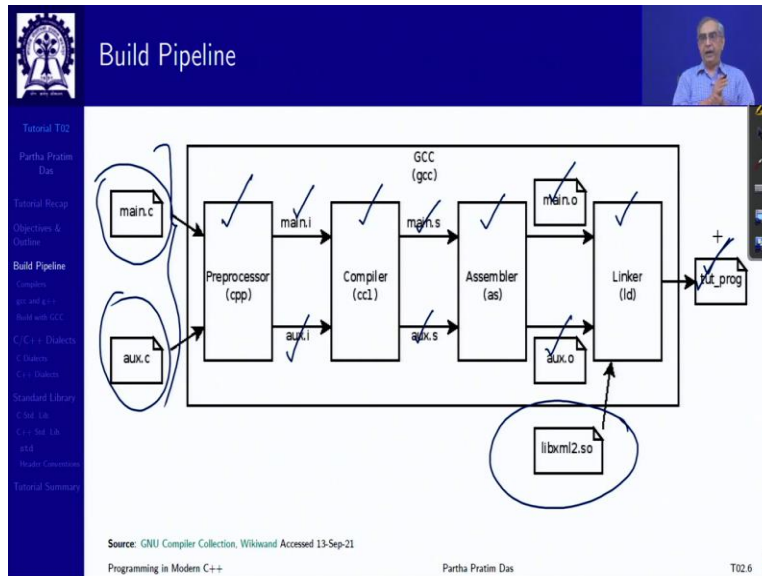 Build Pipeline
Tutorial T02
Partha Pratim
Das
Tutorial Recap
Objectives &
Outline
Build Pipeline
Compilers
gcc and g++
Build with GCC
C/C++ Dialects
C Dialects
C++ Dialects
Standard Library
C Std. Lib.
C++ Std. Lib.
std
Header Conventions
Tutorial Summary
GCC
(gcc)
main.c
aux.c
Preprocessor
(cpp)
main.i
aux.i
Compiler
(cc1)
main.s
aux.s
Assembler
(as)
main.o
aux.o
Linker
(ld)
tut_prog
libxml2.so
Source: GNU Compiler Collection, Wikiwand Accessed 13-Sep-21
Programming in Modern C++
Partha Pratim Das
T02.6